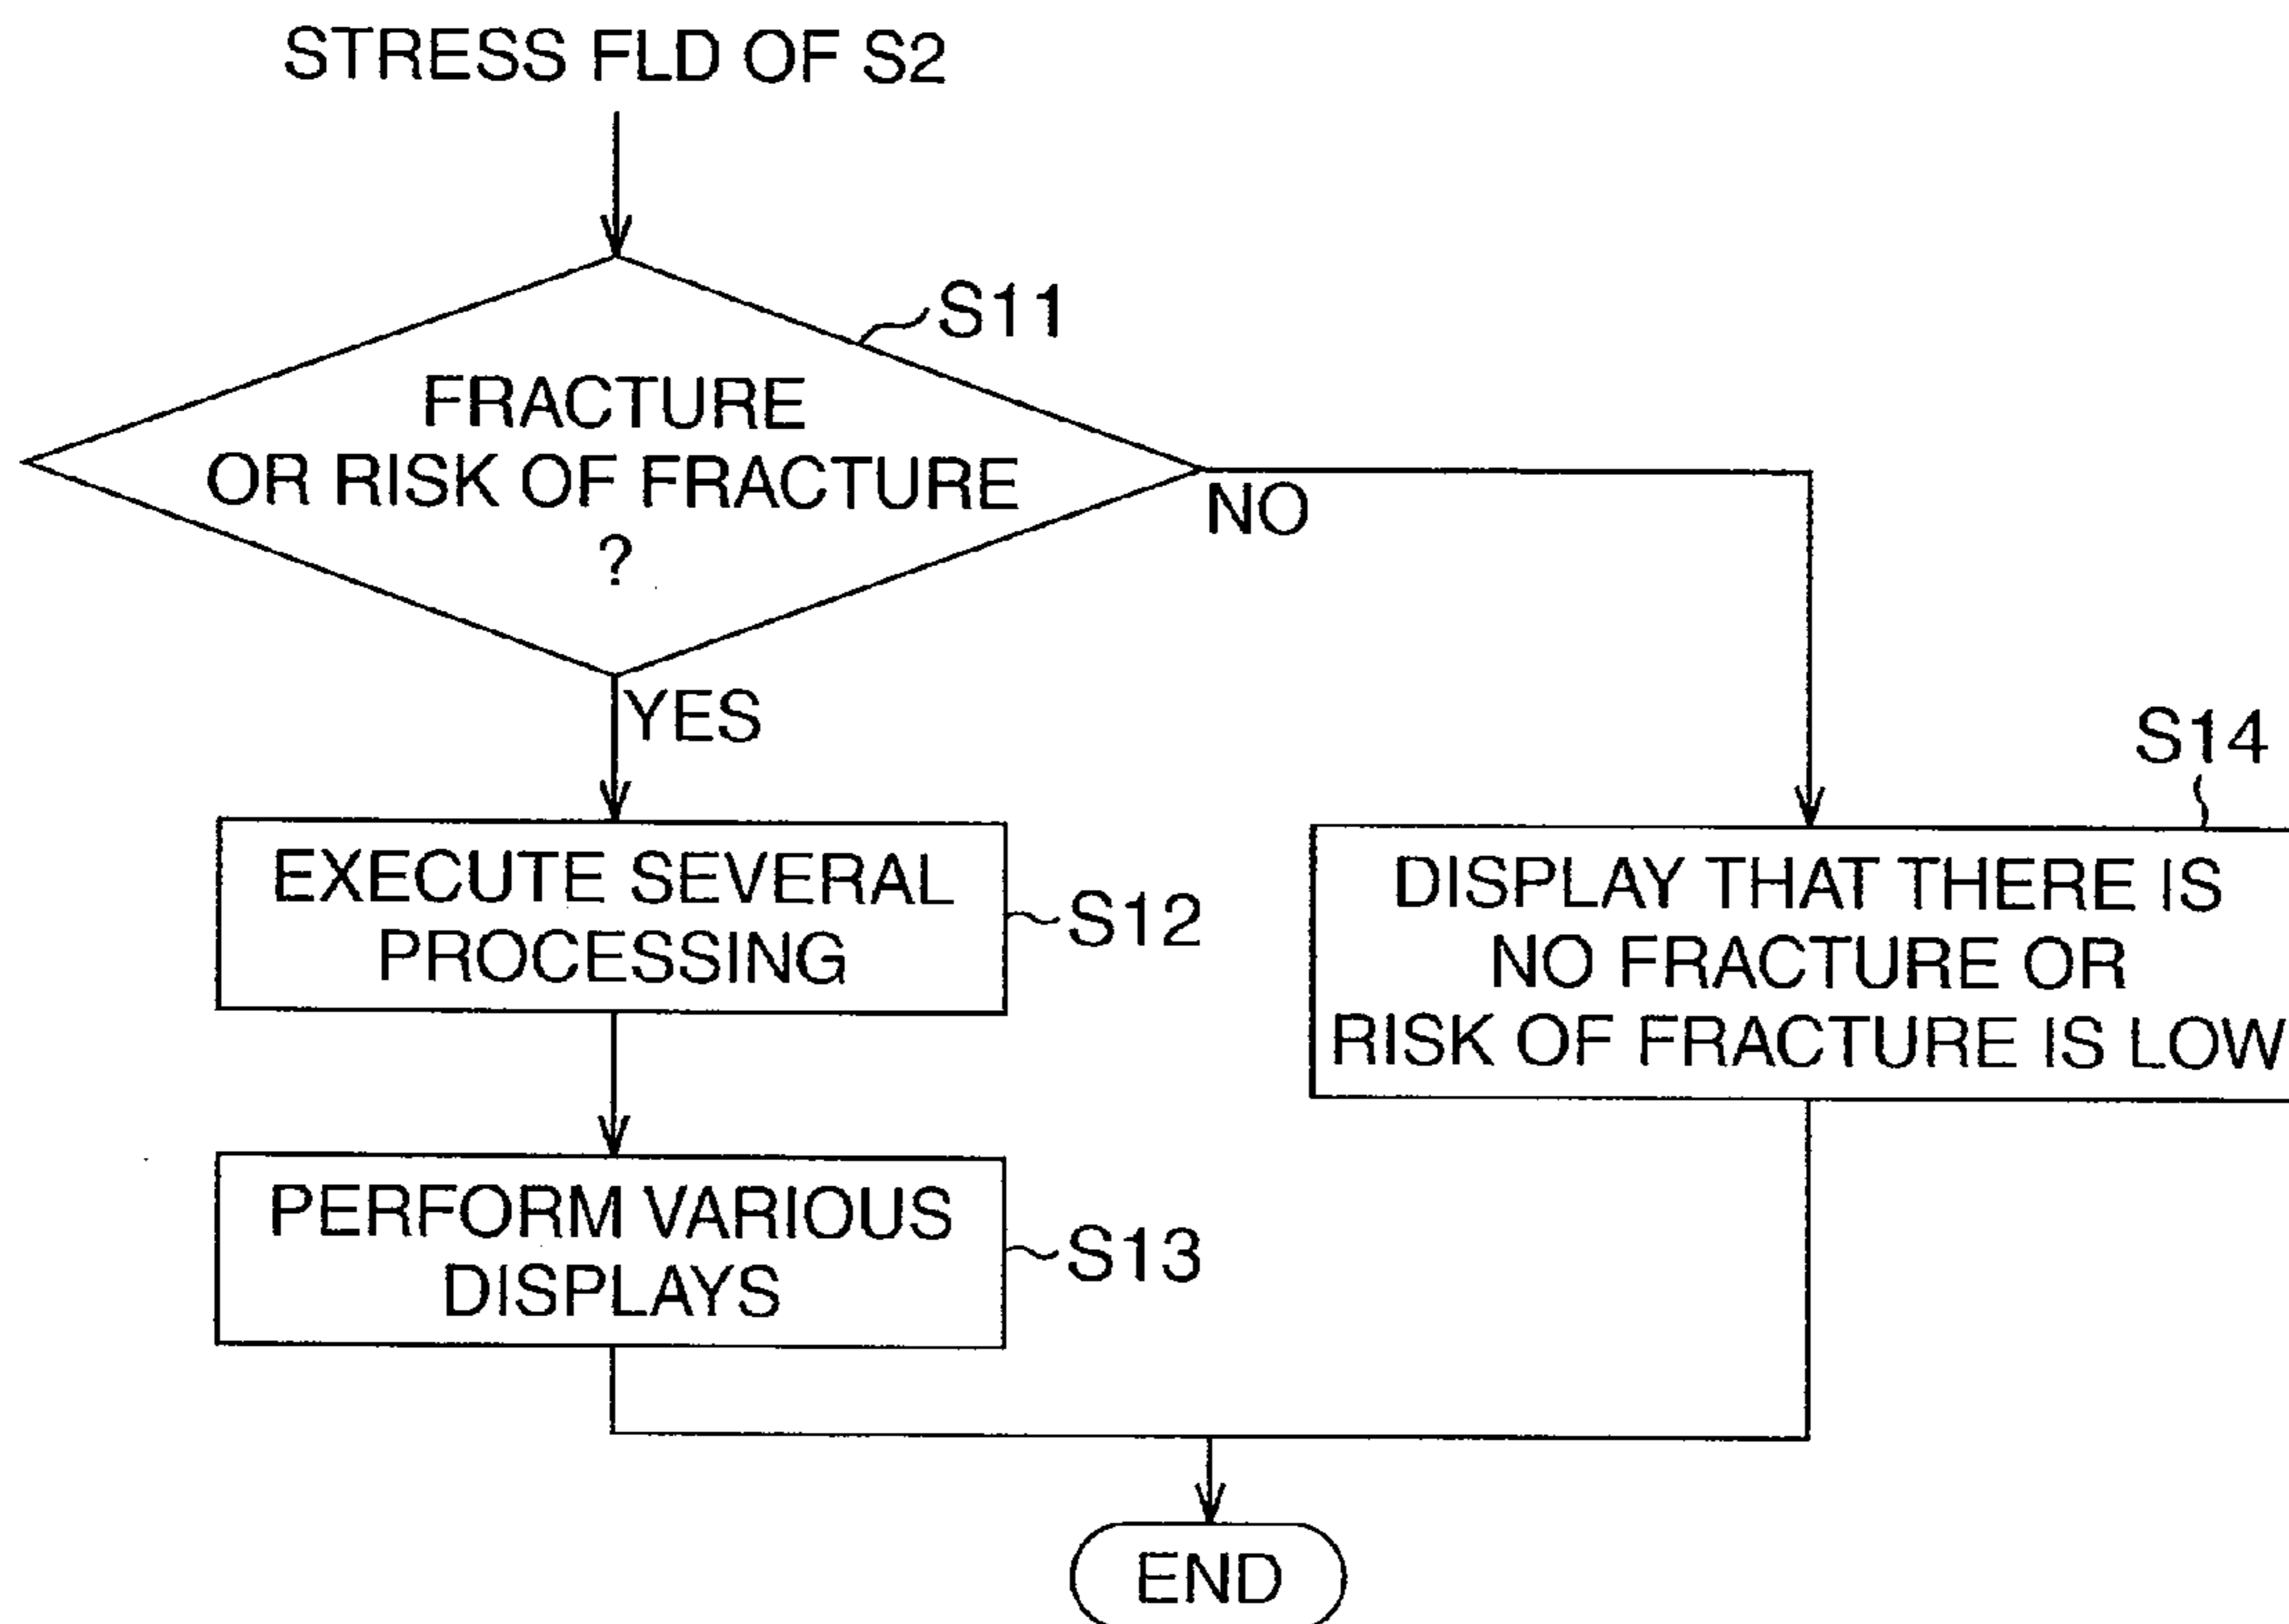 STRESS FLD OF S2
S11
FRACTURE
OR RISK OF FRACTURE
?
NO
YES
S14
EXECUTE SEVERAL
PROCESSING
S12
DISPLAY THAT THERE IS
NO FRACTURE OR
RISK OF FRACTURE IS LOW
PERFORM VARIOUS
DISPLAYS
S13
END